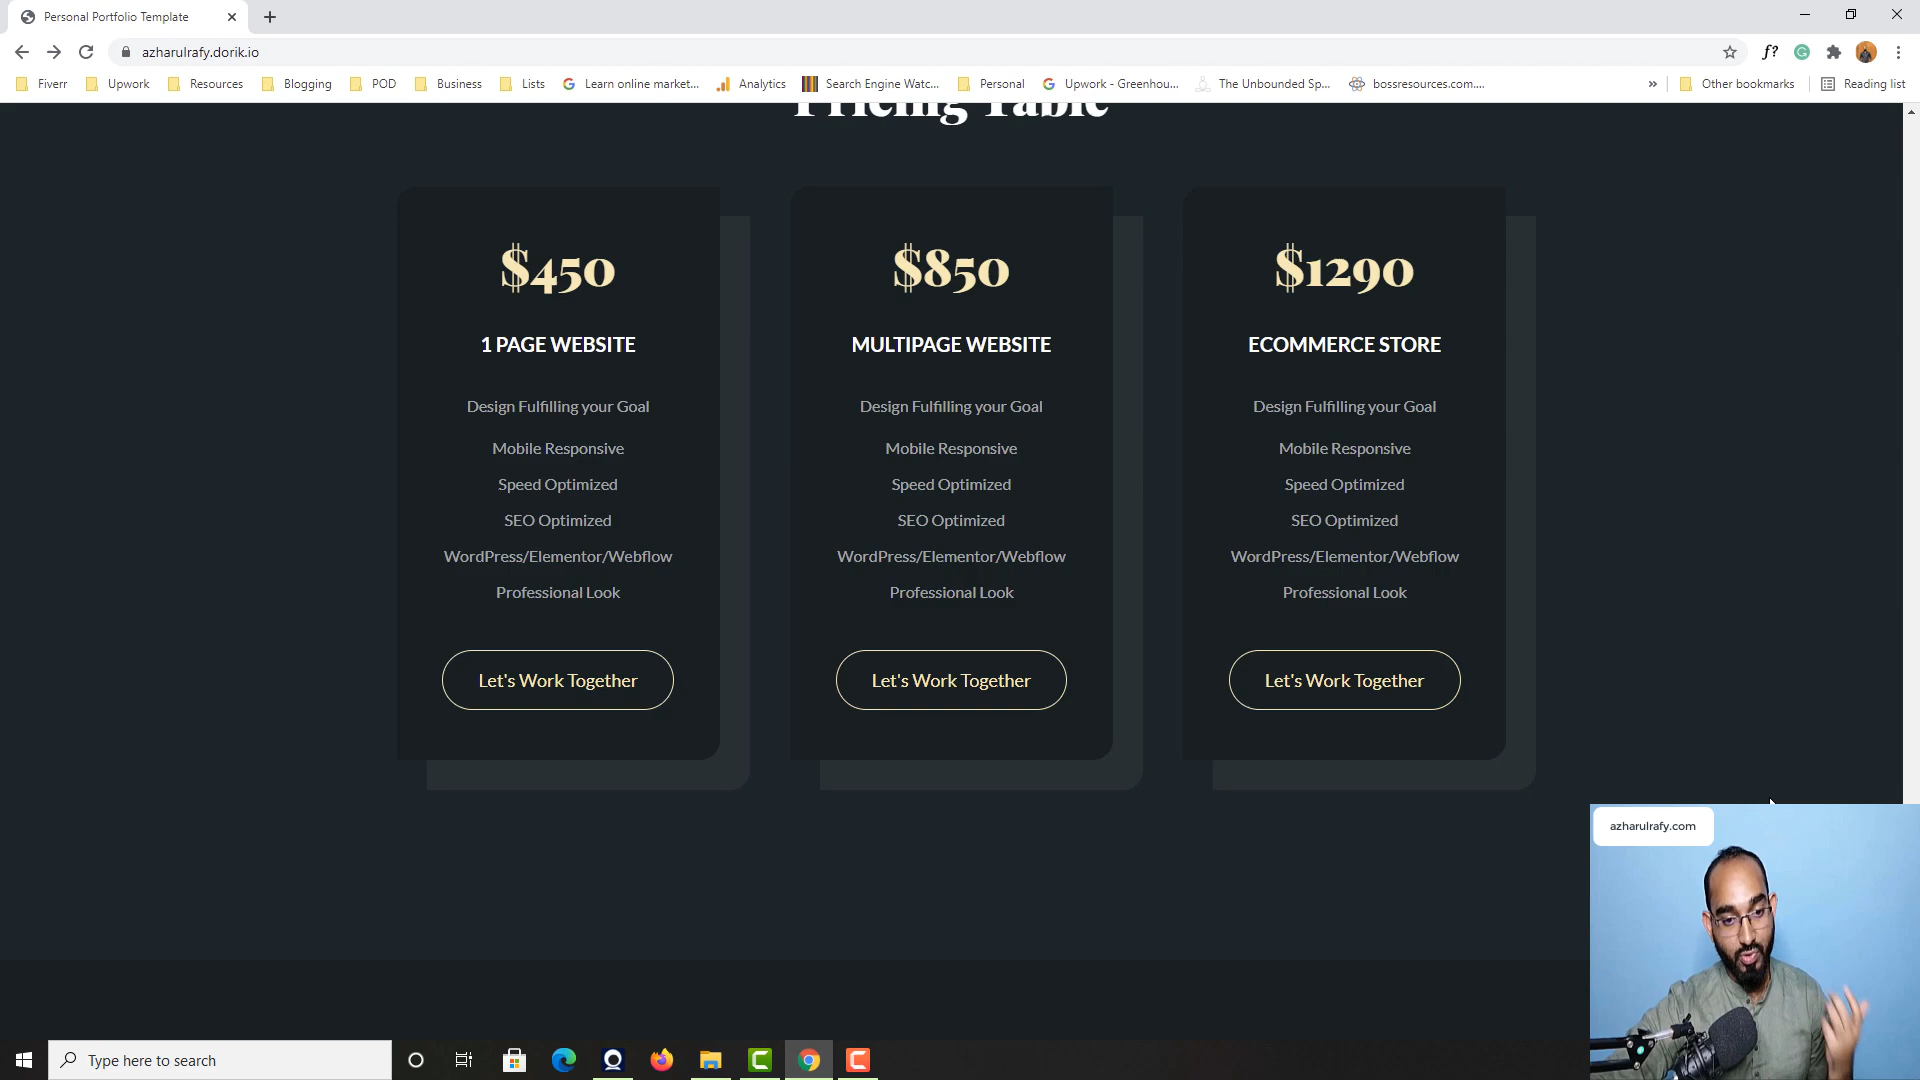 Personal Portfolio Template
azharulrafy.dorik.io
f?
Fiverr Upwork Resources Blogging POD Business Lists Learn online market... Analytics Search Engine Watc... Personal Upwork - Greenhou... The Unbounded Sp... bossresources.com.... » Other bookmarks Reading list
Pricing Table
$450 $850 $1290
1 PAGE WEBSITE MULTIPAGE WEBSITE ECOMMERCE STORE
Design Fulfilling your Goal Design Fulfilling your Goal Design Fulfilling your Goal
Mobile Responsive Mobile Responsive Mobile Responsive
Speed Optimized Speed Optimized Speed Optimized
SEO Optimized SEO Optimized SEO Optimized
WordPress/Elementor/Webflow WordPress/Elementor/Webflow WordPress/Elementor/Webflow
Professional Look Professional Look Professional Look
Let's Work Together Let's Work Together Let's Work Together
azharulrafy.com
Type here to search